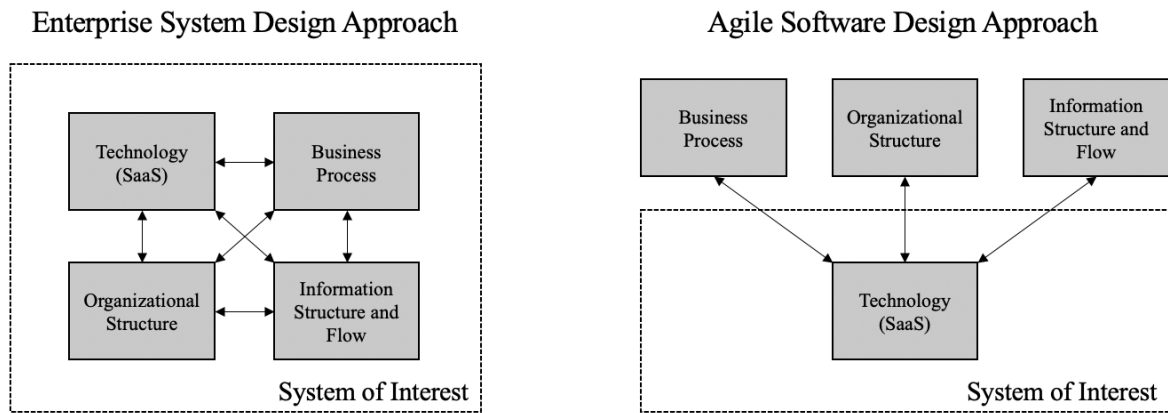 Enterprise System Design Approach
Technology
(SaaS)
Business
Process
Organizational
Structure
Information
Structure and
Flow
System of Interest
Agile Software Design Approach
Business
Process
Organizational
Structure
Information
Structure and
Flow
Technology
(SaaS)
System of Interest